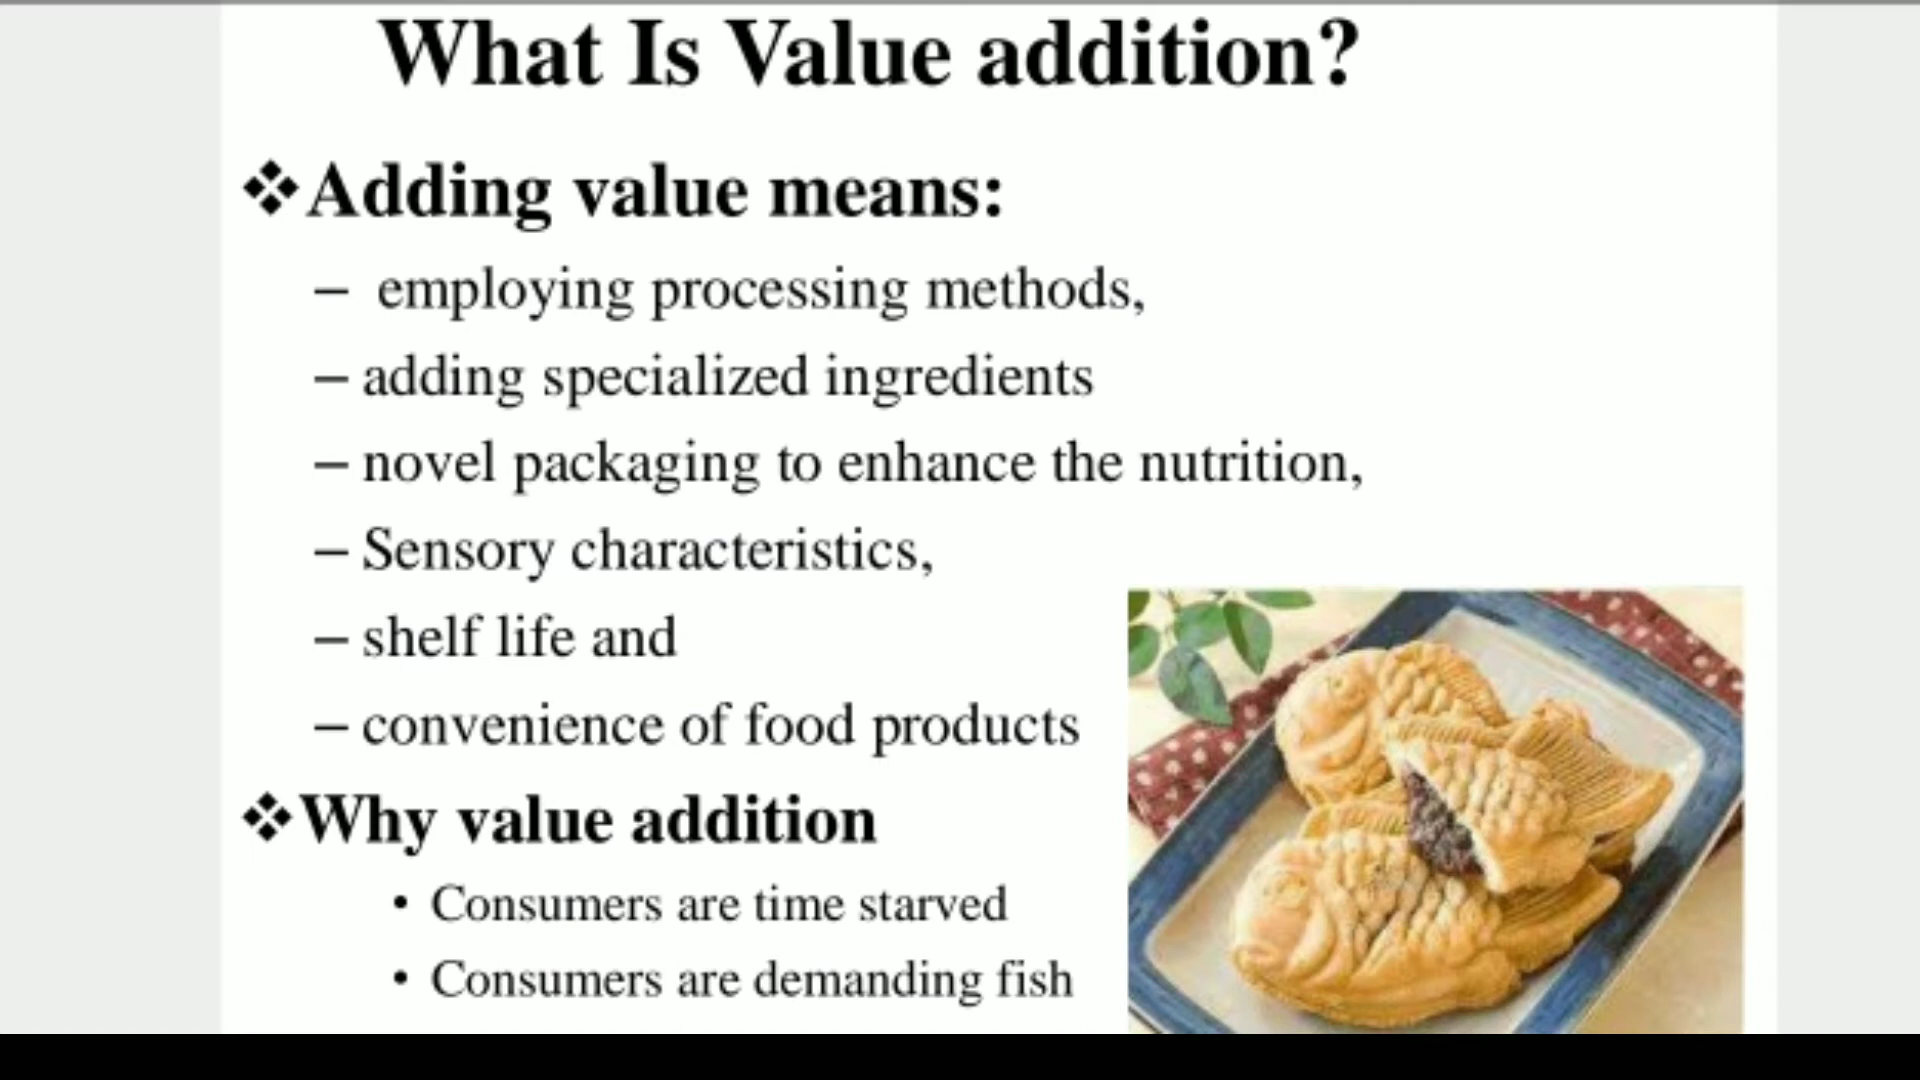 What Is Value addition?
❖Adding value means:
– employing processing methods,
– adding specialized ingredients
– novel packaging to enhance the nutrition,
– Sensory characteristics,
– shelf life and
– convenience of food products
❖Why value addition
• Consumers are time starved
• Consumers are demanding fish